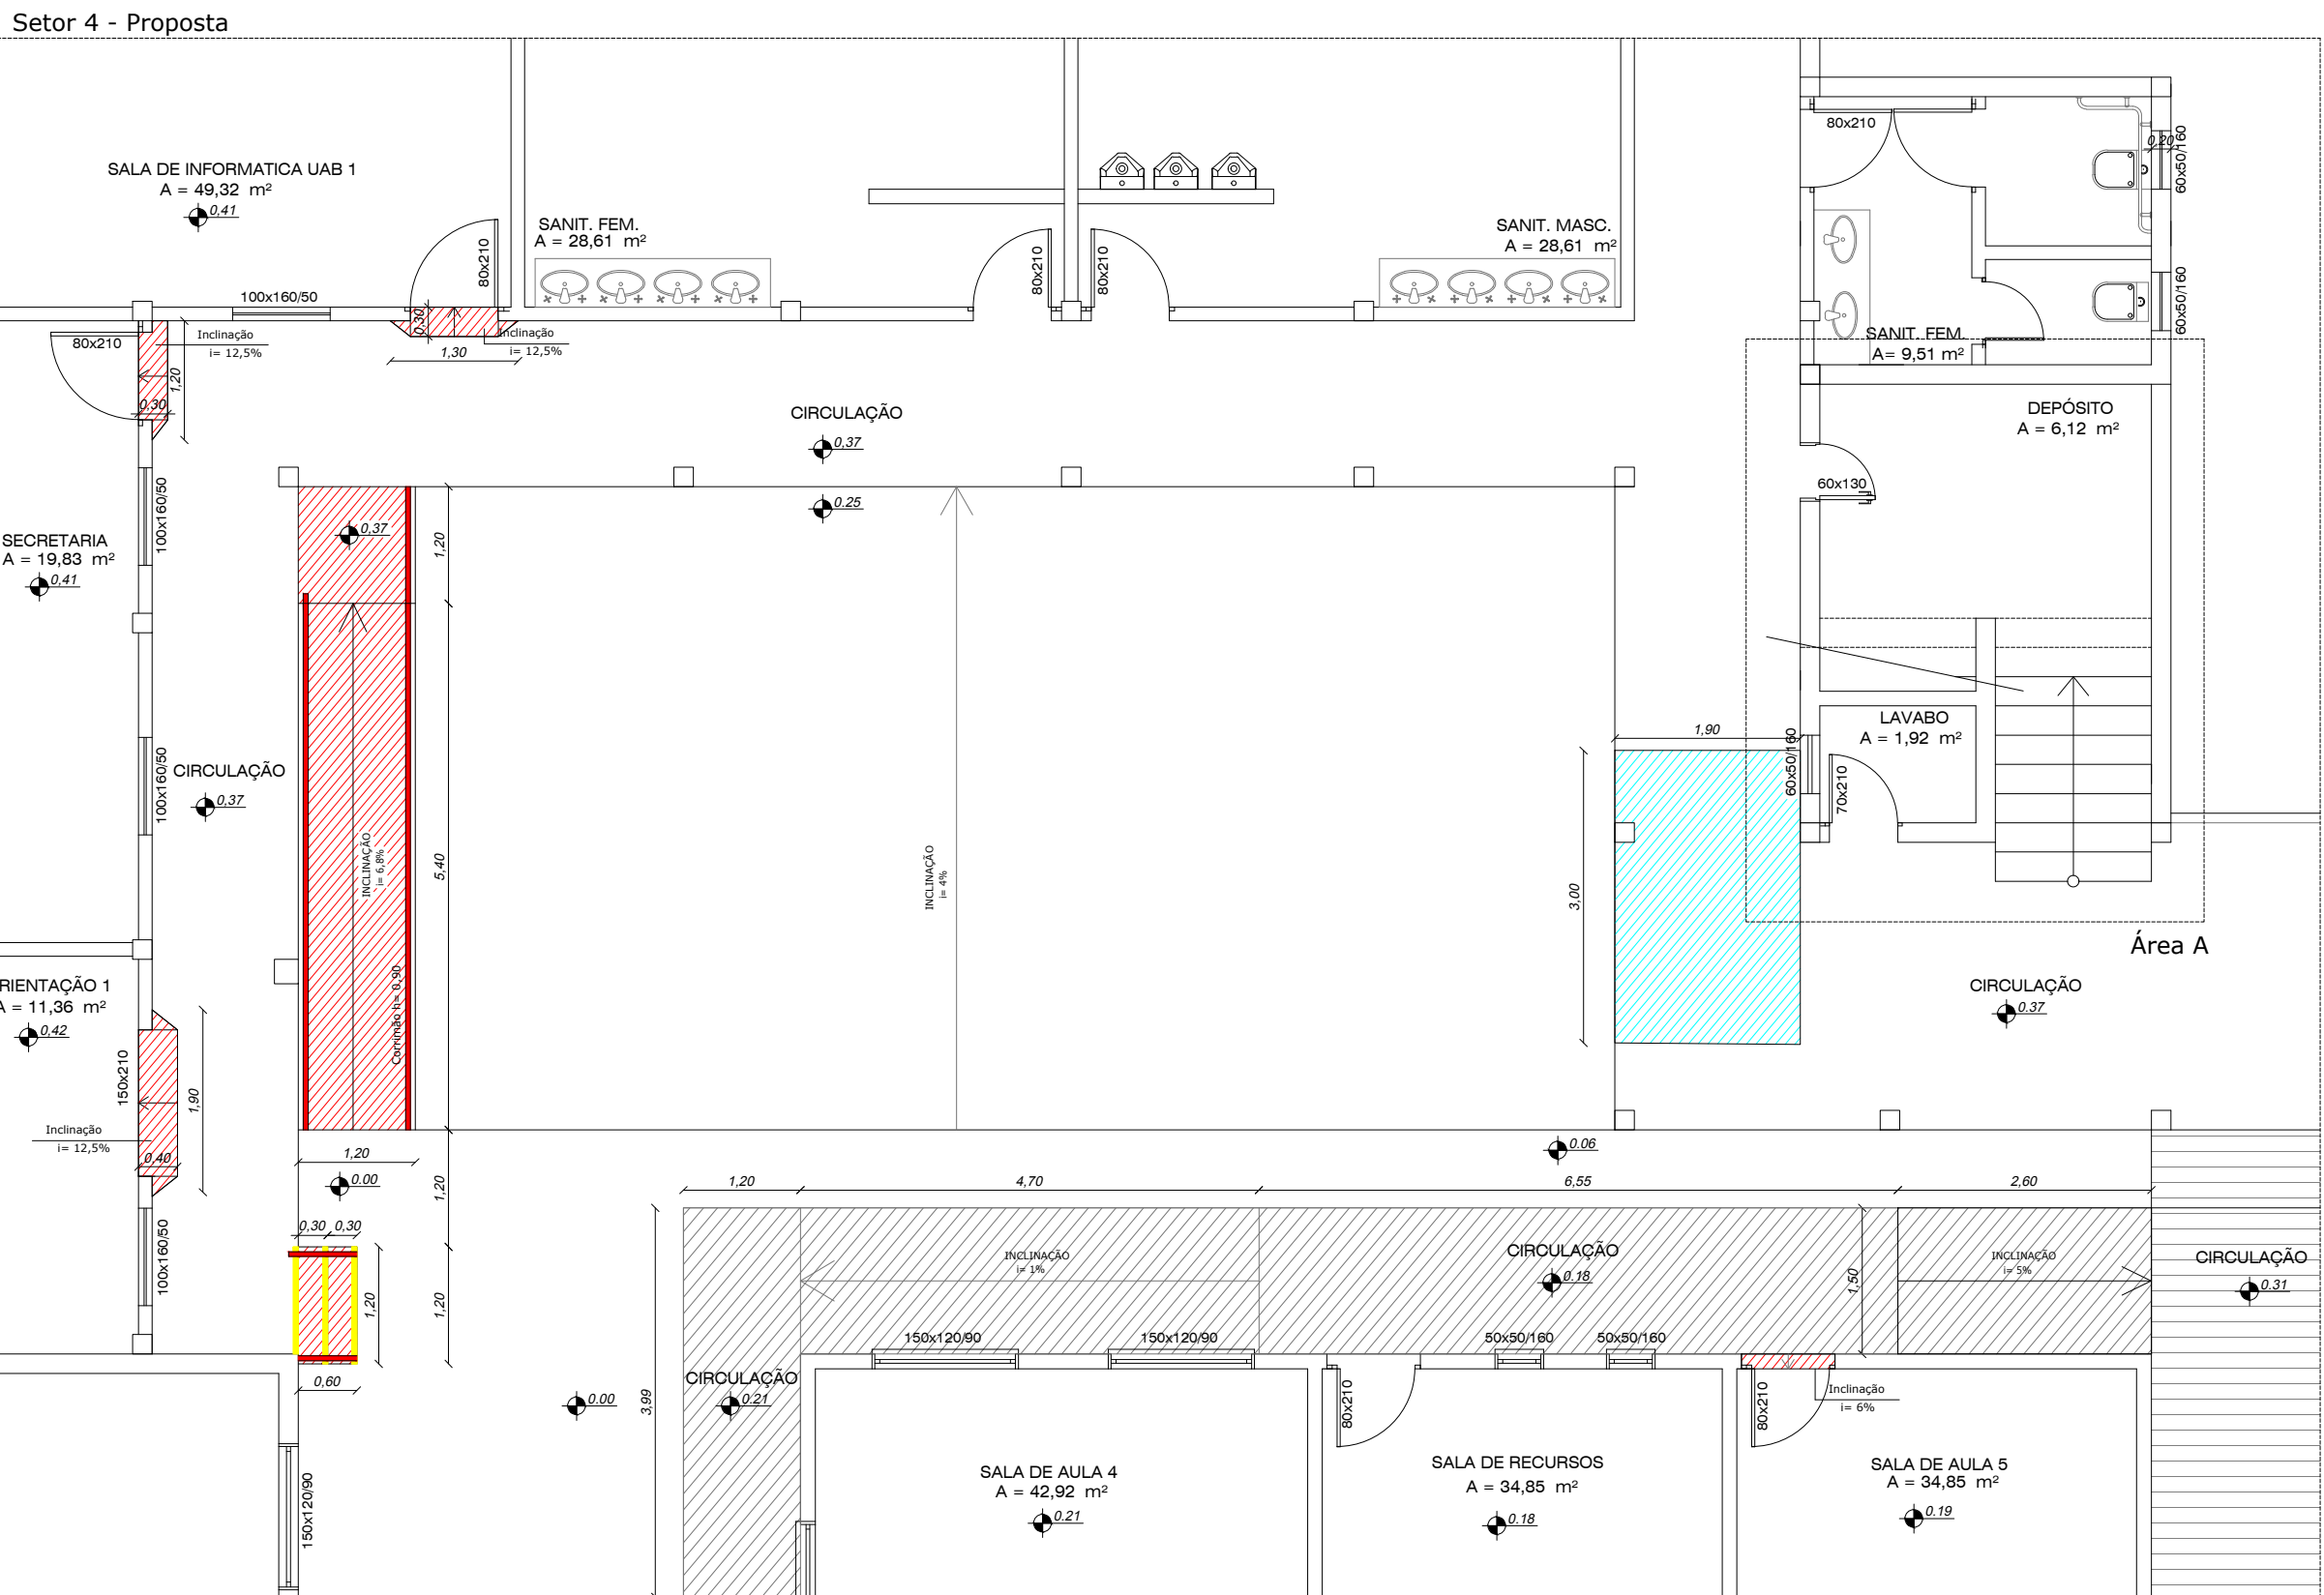 Setor 4 - Proposta
SALA DE INFORMATICA UAB 1
A = 49,32 m²
0,41
80x210
100x160/50
SANIT. FEM.
A = 28,61 m²
80x210
80x210
SANIT. MASC.
A = 28,61 m²
80x210
0,20
60x50/160
60x50/160
SANIT. FEM.
A= 9,51 m²
80x210
Inclinação
i= 12,5%
1,20
0,30
0,30
Inclinação
i= 12,5%
1,30
CIRCULAÇÃO
0,37
0.25
DEPÓSITO
A = 6,12 m²
60x130
SECRETARIA
A = 19,83 m²
0,41
100x160/50
0.37
1,20
100x160/50
CIRCULAÇÃO
0,37
INCLINAÇÃO
i= 6,8%
5,40
Corrimão h= 0,90
INCLINAÇÃO
i= 4%
1,90
3,00
60x50/160
LAVABO
A = 1,92 m²
70x210
Área A
CIRCULAÇÃO
0.37
RIENTAÇÃO 1
A = 11,36 m²
0,42
150x210
1,90
Inclinação
i= 12,5%
0,40
1,20
0.00
1,20
0.06
1,20
4,70
6,55
2,60
100x160/50
0,30
0,30
1,20
1,20
0,60
INCLINAÇÃO
i= 1%
CIRCULAÇÃO
0.18
1,50
INCLINAÇÃO
i= 5%
CIRCULAÇÃO
0.31
150x120/90
150x120/90
50x50/160
50x50/160
CIRCULAÇÃO
0.21
0.00
3,99
80x210
80x210
Inclinação
i= 6%
150x120/90
SALA DE AULA 4
A = 42,92 m²
0.21
SALA DE RECURSOS
A = 34,85 m²
0.18
SALA DE AULA 5
A = 34,85 m²
0.19